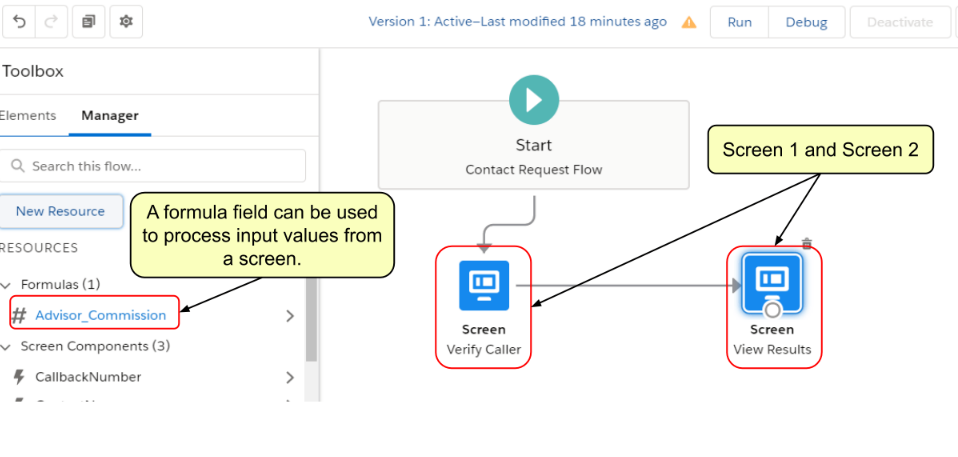 Version 1: Active–Last modified 18 minutes ago
Run
Debug
Deactivate
Toolbox
Elements
Manager
Search this flow...
New Resource
RESOURCES
Formulas (1)
# Advisor_Commission
Screen Components (3)
CallbackNumber
A formula field can be used
to process input values from
a screen.
Start
Contact Request Flow
Screen 1 and Screen 2
Screen
Verify Caller
Screen
View Results